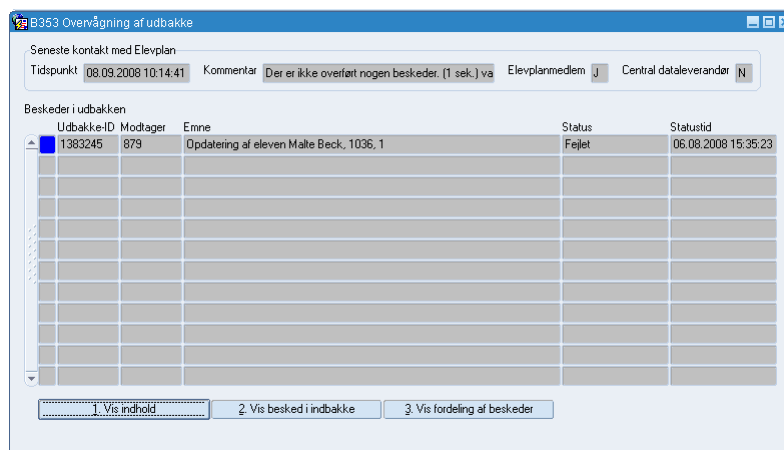 B353 Overvågning af udbakke
Seneste kontakt med Elevplan
Tidspunkt 08.09.2008 10:14:41 Kommentar Der er ikke overført nogen beskeder. (1 sek.) va Elevplanmedlem J Central dataleverandør N
Beskeder i udbakken
Udbakke-ID Modtager Emne Status Statustid
1383245 879 Opdatering af eleven Malte Beck, 1036, 1 Fejlet 06.08.2008 15:35:23
1. Vis indhold 2. Vis besked i indbakke 3. Vis fordeling af beskeder